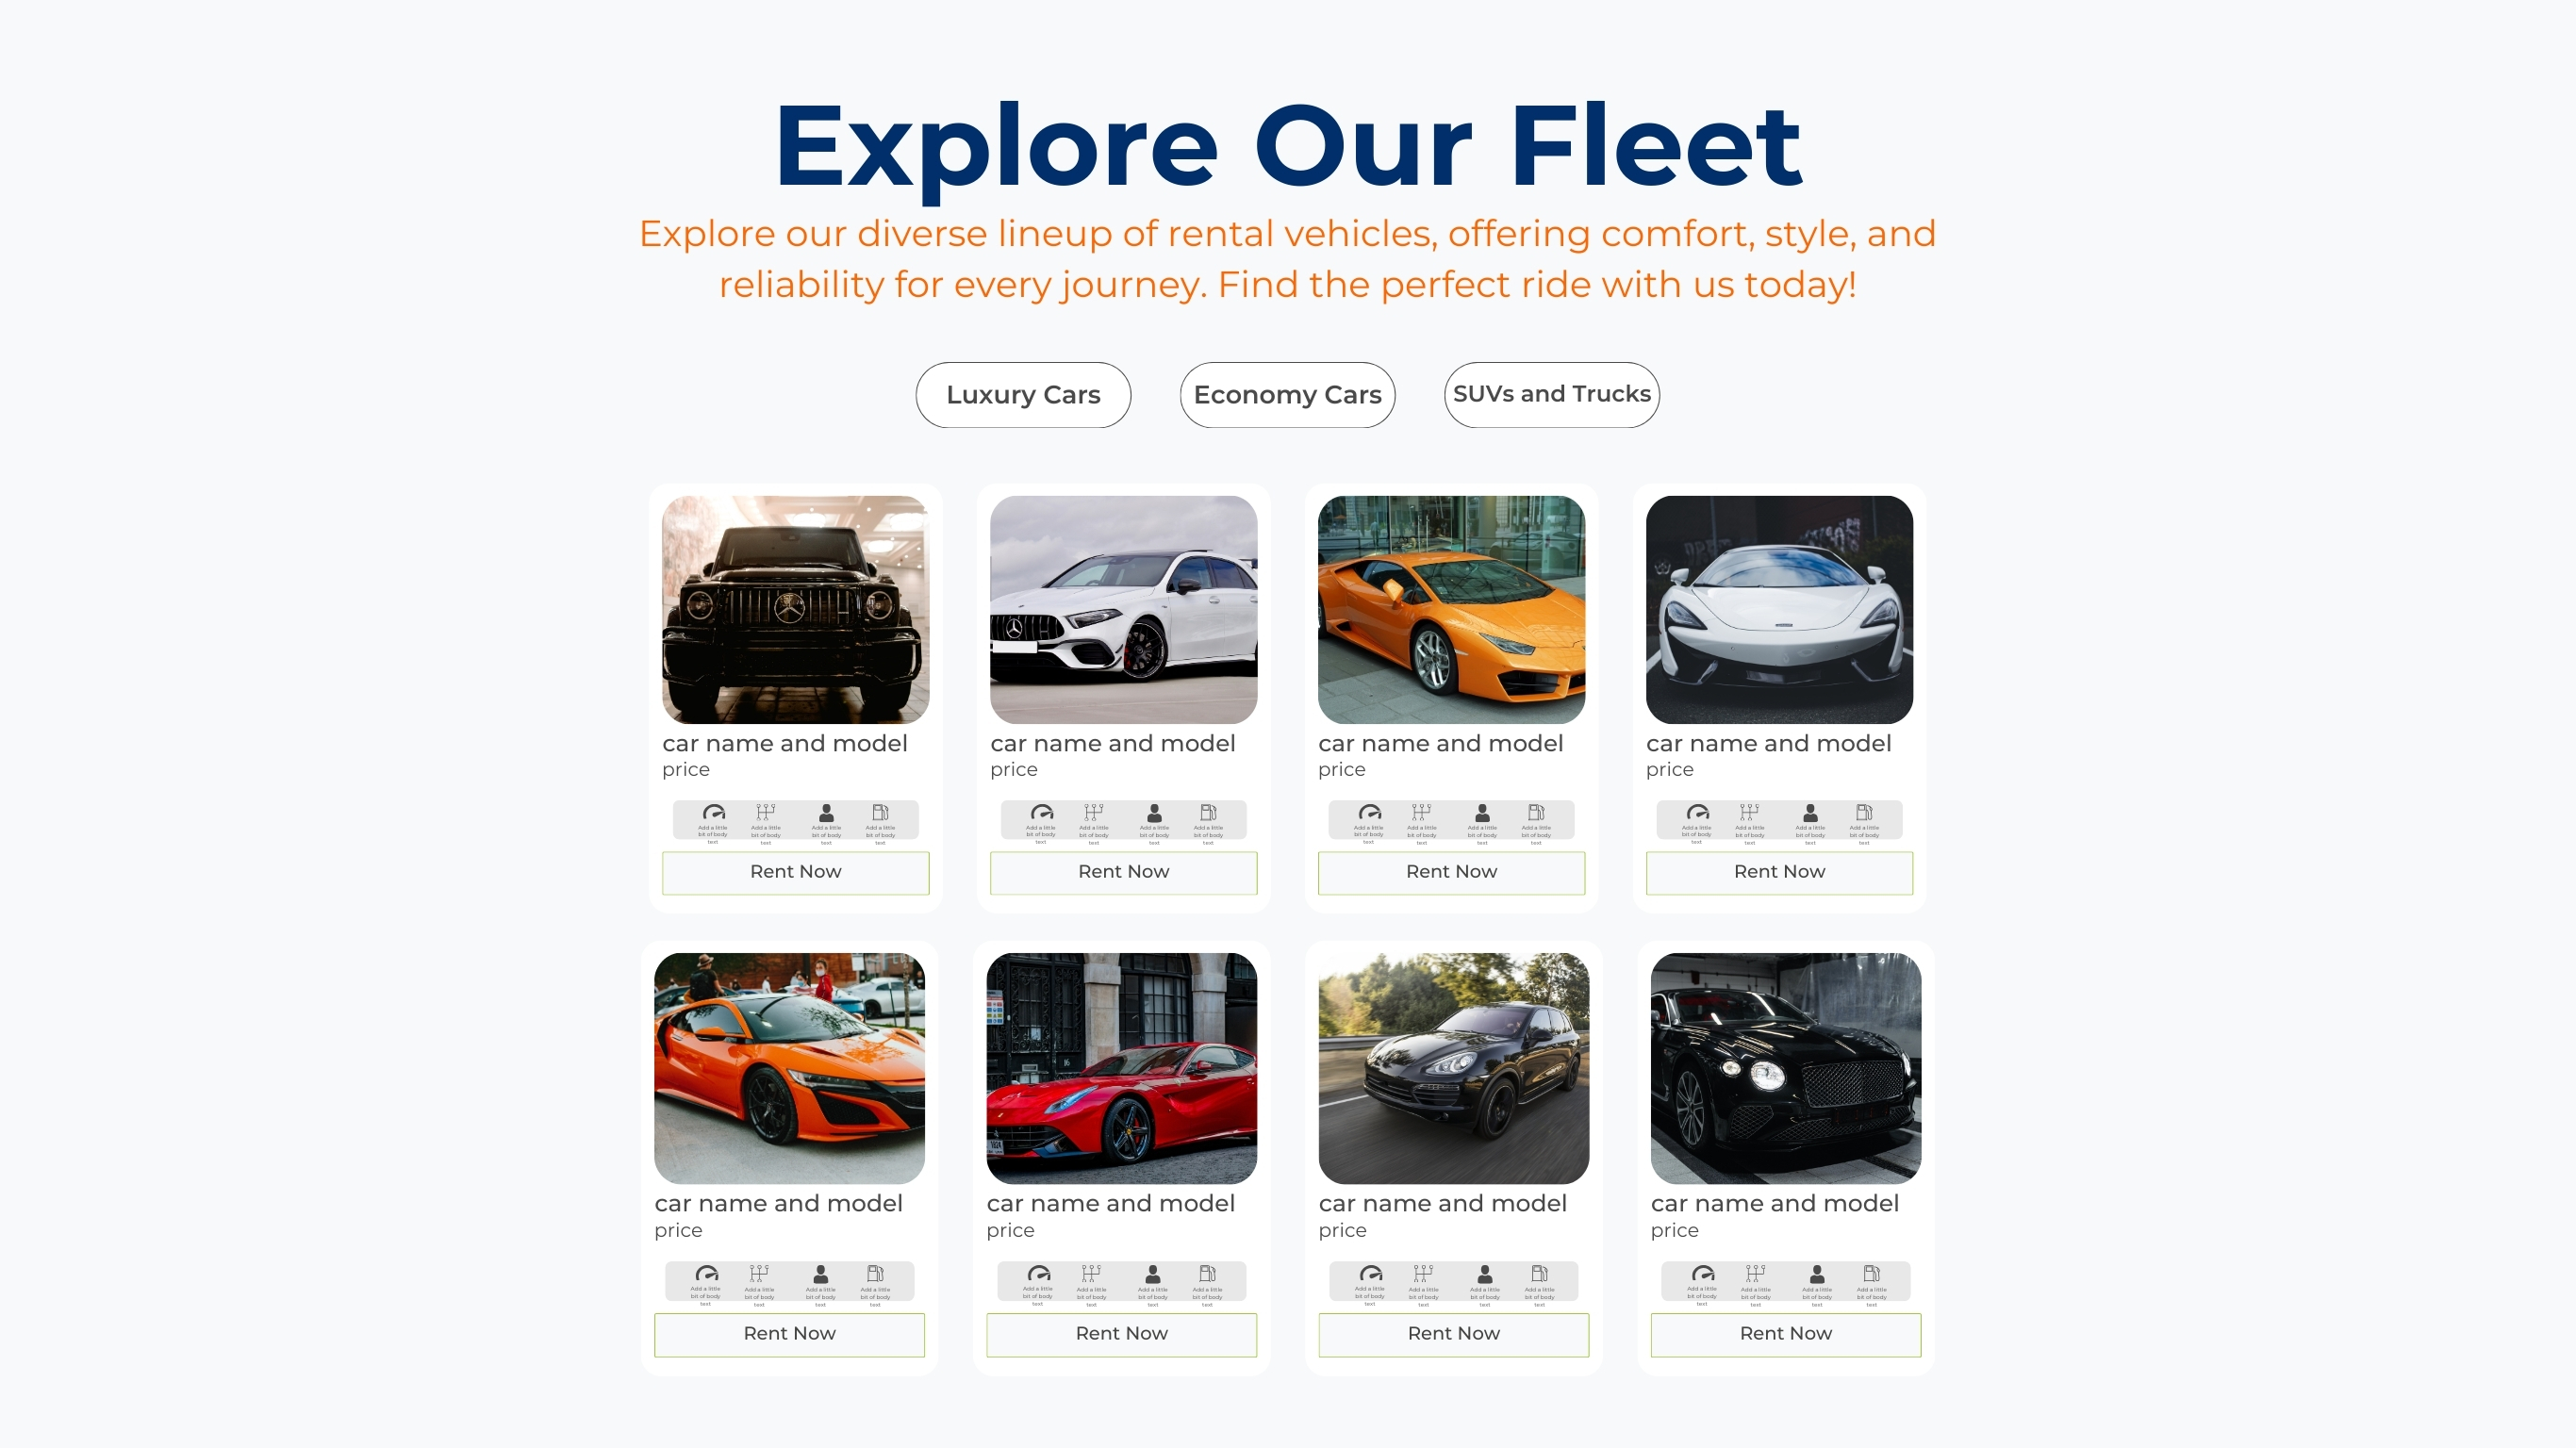 Explore Our Fleet
Explore our diverse lineup of rental vehicles, offering comfort, style, and
reliability for every journey. Find the perfect ride with us today!
Luxury Cars
Economy Cars
SUVs and Trucks
car name and model
price
Add a little
bit of body
text
Add a little
bit of body
text
Add a little
bit of body
text
Add a little
bit of body
text
Rent Now
car name and model
price
Add a little
bit of body
text
Add a little
bit of body
text
Add a little
bit of body
text
Add a little
bit of body
text
Rent Now
car name and model
price
Add a little
bit of body
text
Add a little
bit of body
text
Add a little
bit of body
text
Add a little
bit of body
text
Rent Now
car name and model
price
Add a little
bit of body
text
Add a little
bit of body
text
Add a little
bit of body
text
Add a little
bit of body
text
Rent Now
car name and model
price
Add a little
bit of body
text
Add a little
bit of body
text
Add a little
bit of body
text
Add a little
bit of body
text
Rent Now
car name and model
price
Add a little
bit of body
text
Add a little
bit of body
text
Add a little
bit of body
text
Add a little
bit of body
text
Rent Now
car name and model
price
Add a little
bit of body
text
Add a little
bit of body
text
Add a little
bit of body
text
Add a little
bit of body
text
Rent Now
car name and model
price
Add a little
bit of body
text
Add a little
bit of body
text
Add a little
bit of body
text
Add a little
bit of body
text
Rent Now